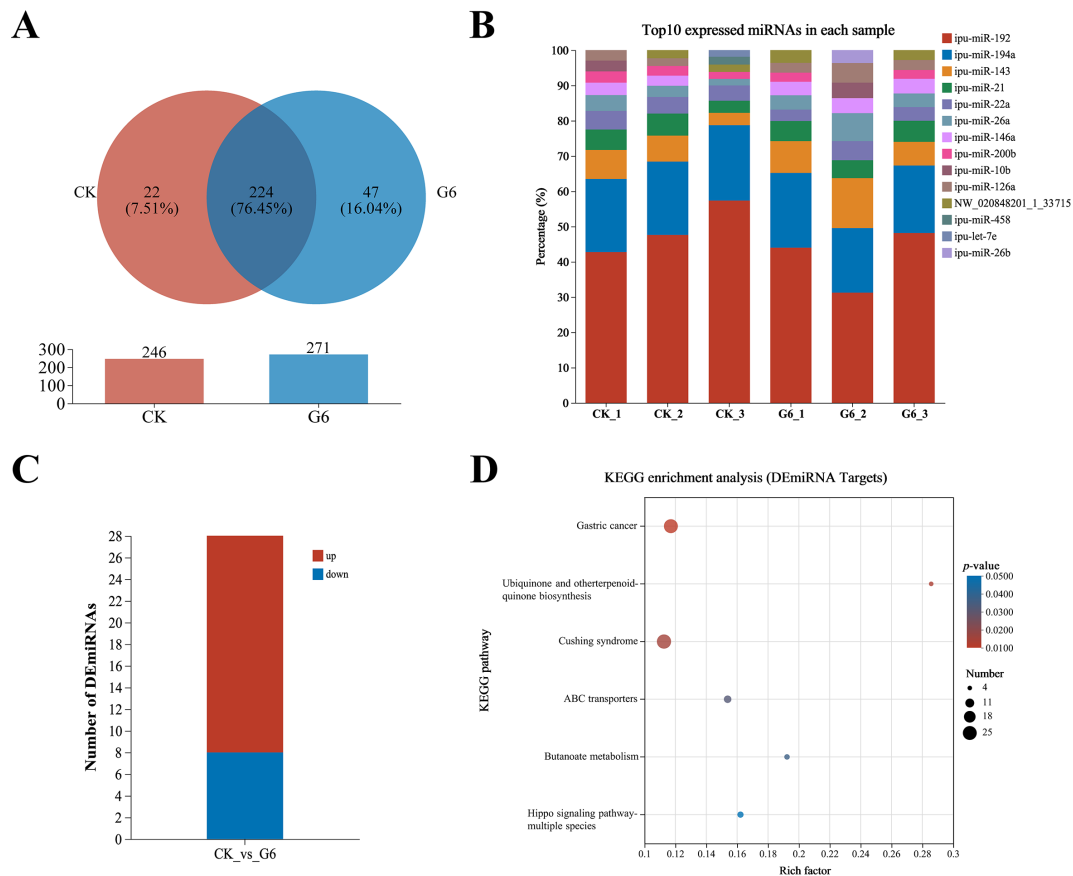 A
CK
22
(7.51%)
224
(76.45%)
47
(16.04%)
G6
300
200
100
0
246
271
CK
G6
B
Top10 expressed miRNAs in each sample
Percentage (%)
100
90
80
70
60
50
40
30
20
10
0
CK_1
CK_2
CK_3
G6_1
G6_2
G6_3
ipu-miR-192
ipu-miR-194a
ipu-miR-143
ipu-miR-21
ipu-miR-22a
ipu-miR-26a
ipu-miR-146a
ipu-miR-200b
ipu-miR-10b
ipu-miR-126a
NW_020848201_1_33715
ipu-miR-458
ipu-let-7e
ipu-miR-26b
C
Number of DEmiRNAs
28
26
24
22
20
18
16
14
12
10
8
6
4
2
0
CK_vs_G6
up
down
D
KEGG enrichment analysis (DEmiRNA Targets)
KEGG pathway
Gastric cancer
Ubiquinone and otherterpenoid-
quinone biosynthesis
Cushing syndrome
ABC transporters
Butanoate metabolism
Hippo signaling pathway-
multiple species
0.1
0.12
0.14
0.16
0.18
0.2
0.22
0.24
0.26
0.28
0.3
Rich factor
p-value
0.0500
0.0400
0.0300
0.0200
0.0100
Number
4
11
18
25